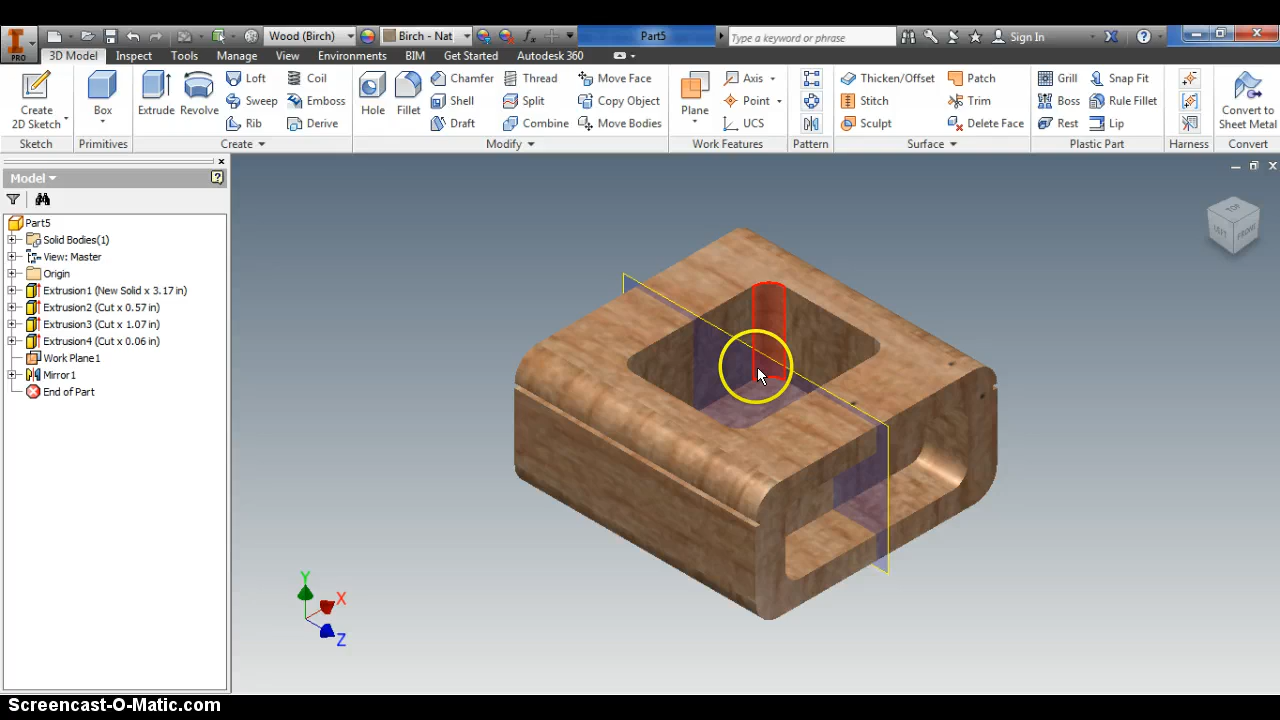 Wood (Birch) Birch - Nat Part5 Type a keyword or phrase Sign In
PRO 3D Model Inspect Tools Manage View Environments BIM Get Started Autodesk 360
Loft Coil Chamfer Thread Move Face Axis Thicken/Offset Patch Grill Snap Fit
Create 2D Sketch Box Extrude Revolve Sweep Emboss Hole Fillet Shell Split Copy Object Plane Point Stitch Trim Boss Rule Fillet Convert to Sheet Metal
Rib Derive Draft Combine Move Bodies UCS Sculpt Delete Face Rest Lip
Sketch Primitives Create Modify Work Features Pattern Surface Plastic Part Harness Convert
Model
Part5
Solid Bodies(1)
View: Master
Origin
Extrusion1 (New Solid x 3.17 in)
Extrusion2 (Cut x 0.57 in)
Extrusion3 (Cut x 1.07 in)
Extrusion4 (Cut x 0.06 in)
Work Plane1
Mirror1
End of Part
TOP
LEFT FRONT
Y
X
Z
Screencast-O-Matic.com